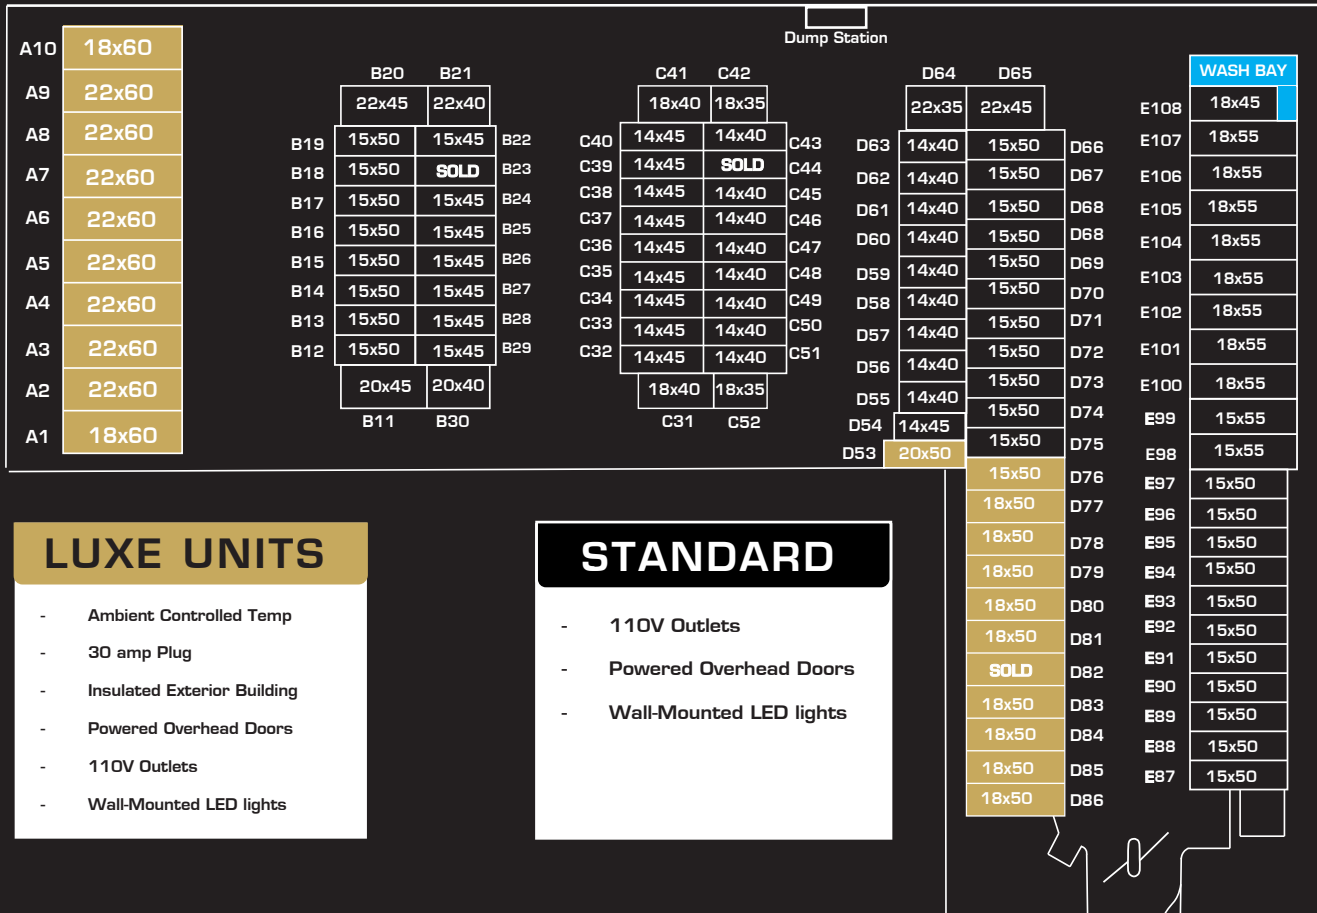 Dump Station
A10 18x60
A9 22x60
A8 22x60
A7 22x60
A6 22x60
A5 22x60
A4 22x60
A3 22x60
A2 22x60
A1 18x60
B20 B21
22x45 22x40
B19 15x50 15x45 B22
B18 15x50 SOLD B23
B17 15x50 15x45 B24
B16 15x50 15x45 B25
B15 15x50 15x45 B26
B14 15x50 15x45 B27
B13 15x50 15x45 B28
B12 15x50 15x45 B29
20x45 20x40
B11 B30
C41 C42
18x40 18x35
C40 14x45 14x40 C43
C39 14x45 SOLD C44
C38 14x45 14x40 C45
C37 14x45 14x40 C46
C36 14x45 14x40 C47
C35 14x45 14x40 C48
C34 14x45 14x40 C49
C33 14x45 14x40 C50
C32 14x45 14x40 C51
18x40 18x35
C31 C52
D64 D65
22x35 22x45
D63 14x40 15x50 D66
D62 14x40 15x50 D67
D61 14x40 15x50 D68
D60 14x40 15x50 D68
D59 14x40 15x50 D69
D58 14x40 15x50 D70
D57 14x40 15x50 D71
D56 14x40 15x50 D72
D55 14x40 15x50 D73
D54 14x45 15x50 D74
D53 20x50 15x50 D75
15x50 D76
18x50 D77
18x50 D78
18x50 D79
18x50 D80
18x50 D81
SOLD D82
18x50 D83
18x50 D84
18x50 D85
18x50 D86
WASH BAY
E108 18x45
E107 18x55
E106 18x55
E105 18x55
E104 18x55
E103 18x55
E102 18x55
E101 18x55
E100 18x55
E99 15x55
E98 15x55
E97 15x50
E96 15x50
E95 15x50
E94 15x50
E93 15x50
E92 15x50
E91 15x50
E90 15x50
E89 15x50
E88 15x50
E87 15x50
LUXE UNITS
- Ambient Controlled Temp
- 30 amp Plug
- Insulated Exterior Building
- Powered Overhead Doors
- 110V Outlets
- Wall-Mounted LED lights
STANDARD
- 110V Outlets
- Powered Overhead Doors
- Wall-Mounted LED lights